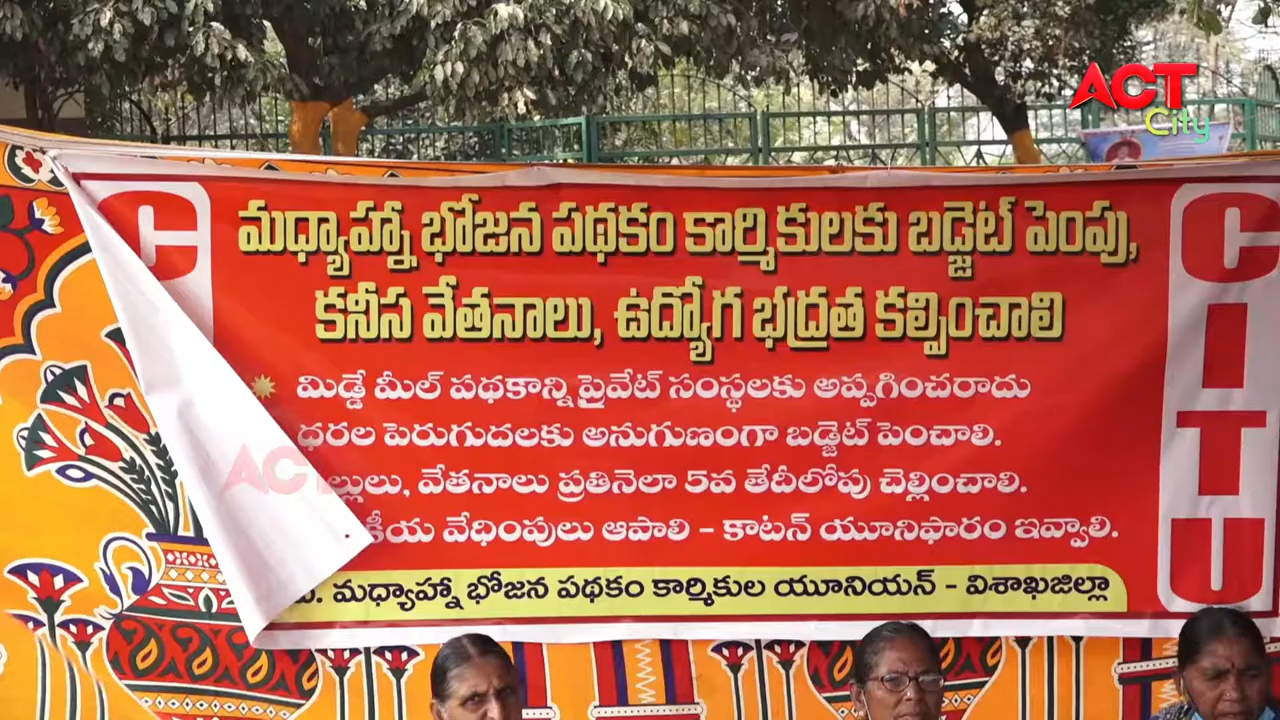 ACT
City
మధ్యాహ్నా భోజన పథకం కార్మికులకు బడ్జెట్ పెంపు,
కనీస వేతనాలు, ఉద్యోగ భద్రత కల్పించాలి
మిడ్డే మీల్ పథకాన్ని ప్రైవేట్ సంస్థలకు అప్పగించరాదు
ధరల పెరుగుదలకు అనుగుణంగా బడ్జెట్ పెంచాలి.
వేతనాలు ప్రతినెలా 5వ తేదీలోపు చెల్లించాలి.
వేధింపులు ఆపాలి - కాటన్ యూనిఫారం ఇవ్వాలి.
మధ్యాహ్నా భోజన పథకం కార్మికుల యూనియన్ - విశాఖజిల్లా
CITU